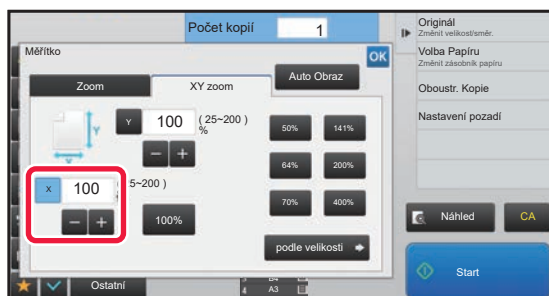 Počet kopií 1
Měřítko
OK
Zoom
XY zoom
Auto Obraz
Y 100 ( 25~200 )
%
Y
X
X 100 5~200 )
100%
50% 141%
64% 200%
70% 400%
podle velikosti
Ostatní
4 A3
Originál
Změnit velikost/směr.
Volba Papíru
Změnit zásobník papíru
Oboustr. Kopie
Nastavení pozadí
Náhled
CA
Start